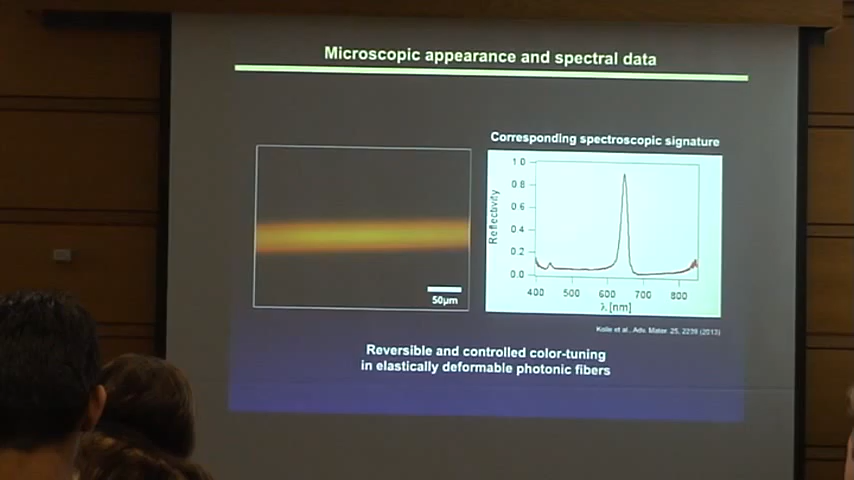 Microscopic appearance and spectral data
Corresponding spectroscopic signature
1.0
0.8
0.6
0.4
0.2
0.0
Reflectivity
400 500 600 700 800
λ [nm]
50µm
Kolle et al., Adv. Mater. 25, 2239 (2013)
Reversible and controlled color-tuning
in elastically deformable photonic fibers